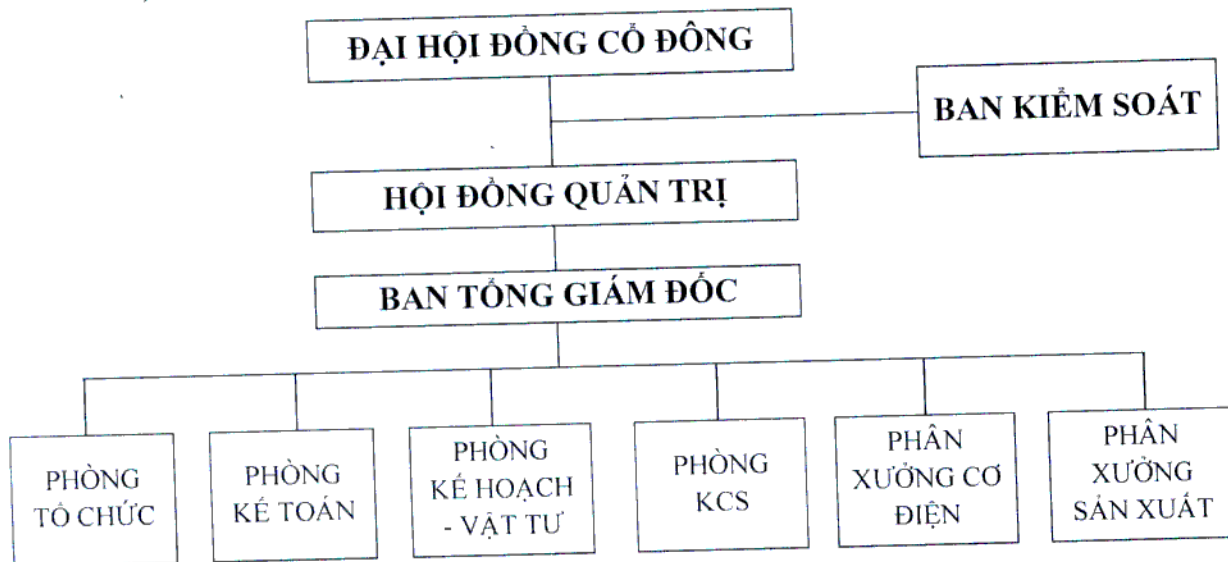 ĐẠI HỘI ĐỒNG CỔ ĐÔNG
BAN KIỂM SOÁT
HỘI ĐỒNG QUẢN TRỊ
BAN TỔNG GIÁM ĐỐC
PHÒNG
TỔ CHỨC
PHÒNG
KẾ TOÁN
PHÒNG
KẾ HOẠCH
- VẬT TƯ
PHÒNG
KCS
PHÂN
XƯỞNG CƠ
ĐIỆN
PHÂN
XƯỞNG
SẢN XUẤT